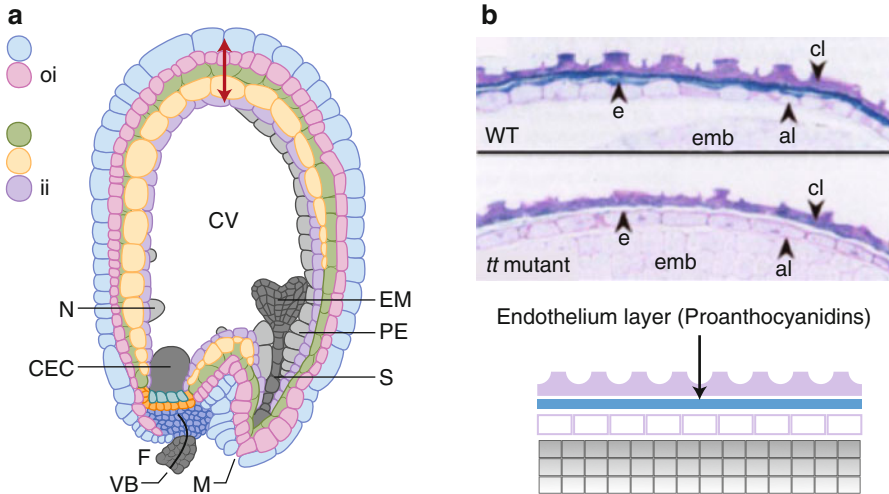 a
oi
ii
CV
N
CEC
F
VB
M
EM
PE
S
b
cl
e
emb
al
WT
cl
e
emb
al
tt mutant
Endothelium layer (Proanthocyanidins)